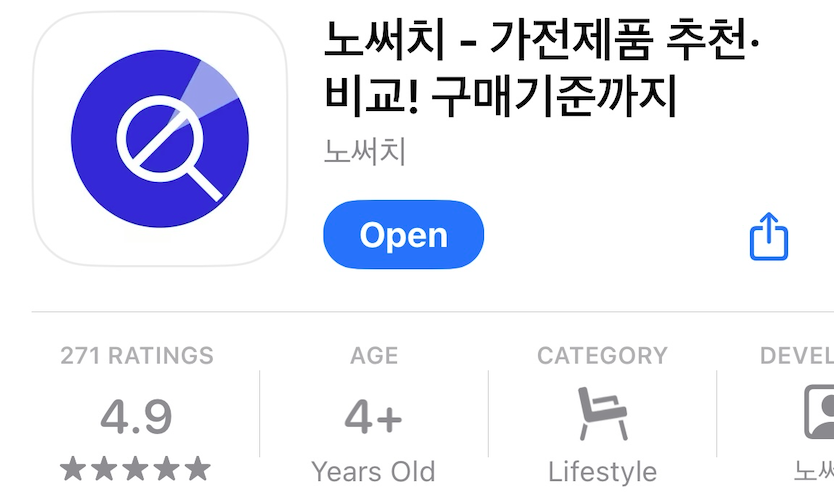 노써치 - 가전제품 추천·
비교! 구매기준까지
노써치
Open
271 RATINGS
4.9
AGE
4+
Years Old
CATEGORY
Lifestyle
DEVEL
노써